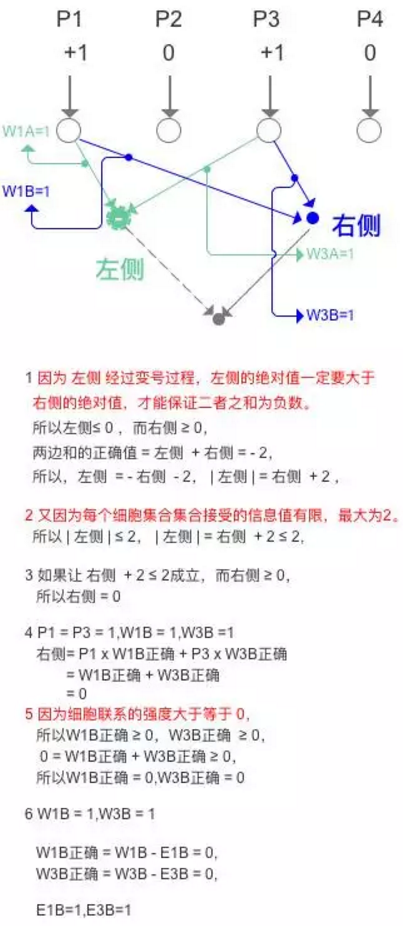 P1 P2 P3 P4
+1 0 +1 0
W1A=1
W1B=1
右侧
左侧
W3A=1
W3B=1
1 因为 左侧 经过变号过程，左侧的绝对值一定要大于
右侧的绝对值，才能保证二者之和为负数。
所以左侧≤ 0 ，而右侧 ≥ 0，
两边和的正确值 = 左侧 + 右侧 = - 2，
所以，左侧 = - 右侧 - 2，| 左侧 | = 右侧 + 2 ，
2 又因为每个细胞集合集合接受的信息值有限，最大为2。
所以 | 左侧 | ≤ 2， | 左侧 | = 右侧 + 2 ≤ 2，
3 如果让 右侧 + 2 ≤ 2成立，而右侧 ≥ 0，
所以右侧 = 0
4 P1 = P3 = 1,W1B = 1,W3B =1
右侧= P1 x W1B正确 + P3 x W3B正确
= W1B正确 + W3B正确
= 0
5 因为细胞联系的强度大于等于 0，
所以W1B正确 ≥ 0，W3B正确 ≥ 0，
0 = W1B正确 + W3B正确 ≥ 0，
所以W1B正确 = 0,W3B正确 = 0
6 W1B = 1,W3B = 1
W1B正确 = W1B - E1B = 0,
W3B正确 = W3B - E3B = 0,
E1B=1,E3B=1